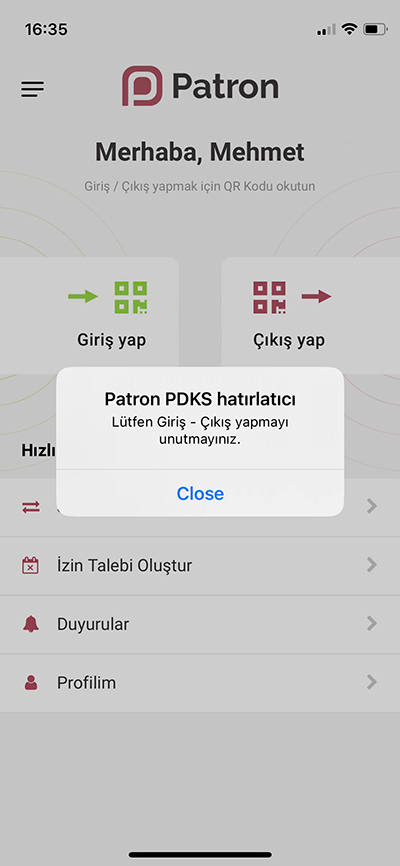 16:35
Patron
Merhaba, Mehmet
Giriş / Çıkış yapmak için QR Kodu okutun
Giriş yap
Çıkış yap
Patron PDKS hatırlatıcı
Lütfen Giriş - Çıkış yapmayı
unutmayınız.
Close
Hızlı
İzin Talebi Oluştur
Duyurular
Profilim